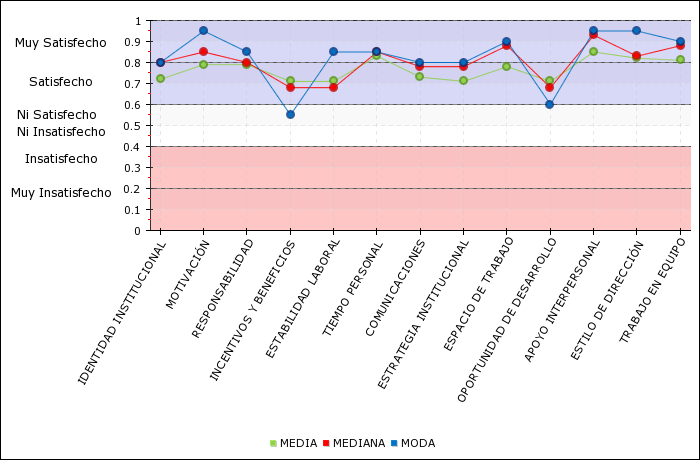 Muy Satisfecho
Satisfecho
Ni Satisfecho
Ni Insatisfecho
Insatisfecho
Muy Insatisfecho
1
0.9
0.8
0.7
0.6
0.5
0.4
0.3
0.2
0.1
0
IDENTIDAD INSTITUCIONAL
MOTIVACIÓN
RESPONSABILIDAD
INCENTIVOS Y BENEFICIOS
ESTABILIDAD LABORAL
TIEMPO PERSONAL
COMUNICACIONES
ESTRATEGIA INSTITUCIONAL
ESPACIO DE TRABAJO
OPORTUNIDAD DE DESARROLLO
APOYO INTERPERSONAL
ESTILO DE DIRECCIÓN
TRABAJO EN EQUIPO
MEDIA MEDIANA MODA